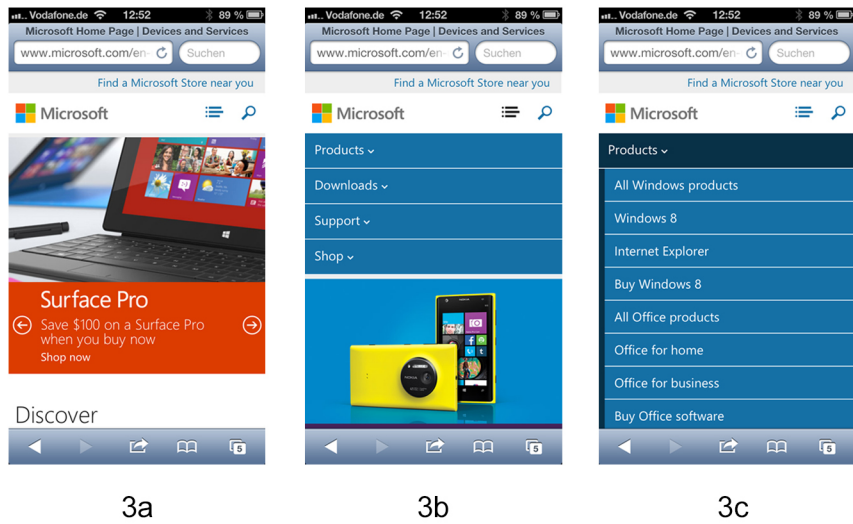 Vodafone.de 12:52 89 %
Microsoft Home Page | Devices and Services
www.microsoft.com/en- Suchen
Find a Microsoft Store near you
Microsoft
Surface Pro
Save $100 on a Surface Pro
when you buy now
Shop now
Discover
5
3a
Vodafone.de 12:52 89 %
Microsoft Home Page | Devices and Services
www.microsoft.com/en- Suchen
Find a Microsoft Store near you
Microsoft
Products
Downloads
Support
Shop
NOKIA
5
3b
Vodafone.de 12:52 89 %
Microsoft Home Page | Devices and Services
www.microsoft.com/en- Suchen
Find a Microsoft Store near you
Microsoft
Products
All Windows products
Windows 8
Internet Explorer
Buy Windows 8
All Office products
Office for home
Office for business
Buy Office software
5
3c